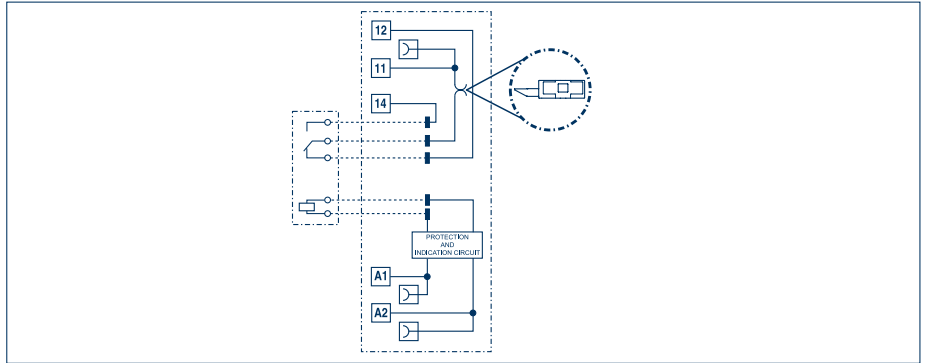 12
11
14
PROTECTION
AND
INDICATION CIRCUIT
A1
A2